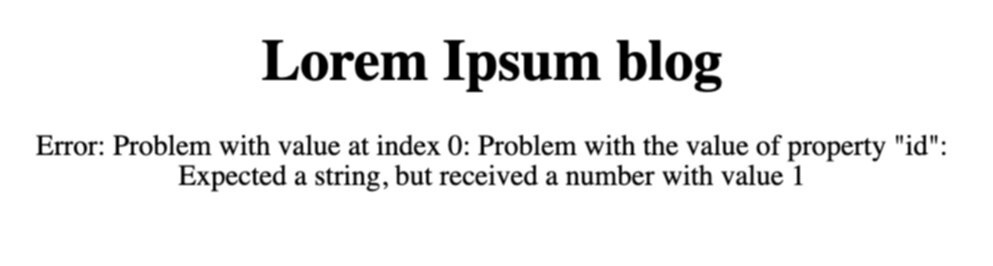 Lorem Ipsum blog
Error: Problem with value at index 0: Problem with the value of property "id":
Expected a string, but received a number with value 1